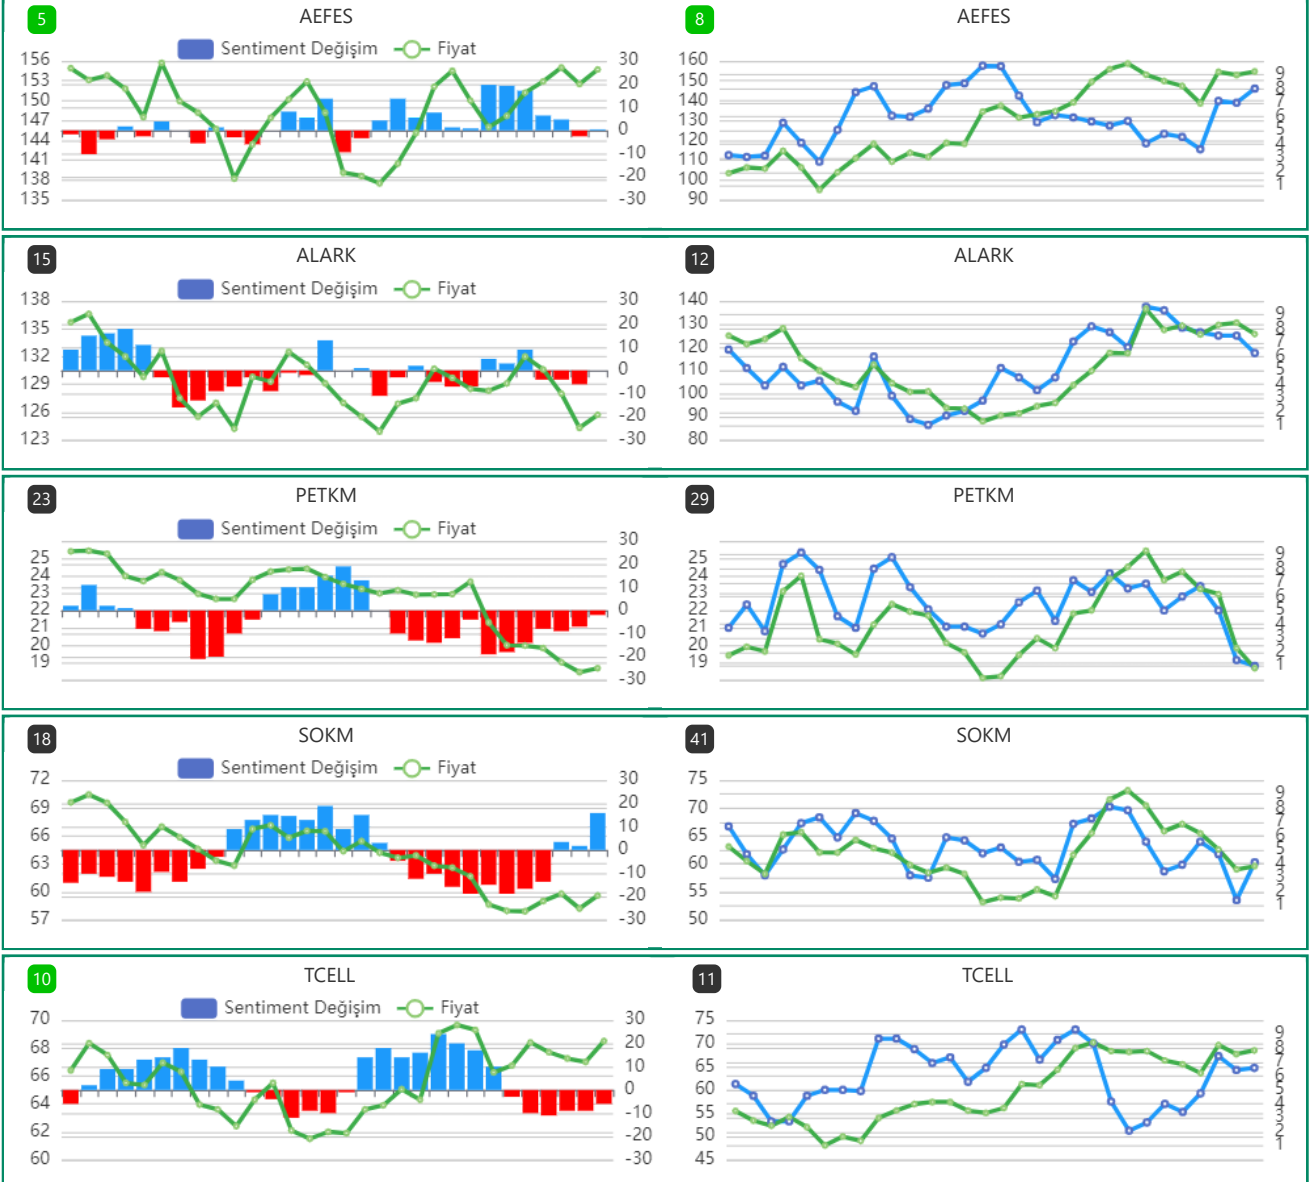 5 AEFES 8 AEFES
Sentiment Değişim Fiyat
156 30 160
153 20 150 9
150 10 140 8
147 0 130 7
144 -10 120 6
141 -20 110 5
138 -30 100 4
135 90 3
2
1
15 ALARK 12 ALARK
Sentiment Değişim Fiyat
138 30 140
135 20 130 9
132 10 120 8
129 0 110 7
126 -10 100 6
123 -20 90 5
-30 80 4
3
2
1
23 PETKM 29 PETKM
Sentiment Değişim Fiyat
30
25 20 25 9
24 10 24 8
23 0 23 7
22 -10 22 6
21 -20 21 5
20 -30 20 4
19 19 3
2
1
18 SOKM 41 SOKM
Sentiment Değişim Fiyat
72 30 75
69 20 70 9
66 10 65 8
63 0 60 7
60 -10 55 6
57 -20 50 5
-30 4
3
2
1
10 TCELL 11 TCELL
Sentiment Değişim Fiyat
70 30 75
68 20 70 9
66 10 65 8
64 0 60 7
62 -10 55 6
60 -20 50 5
-30 45 4
3
2
1